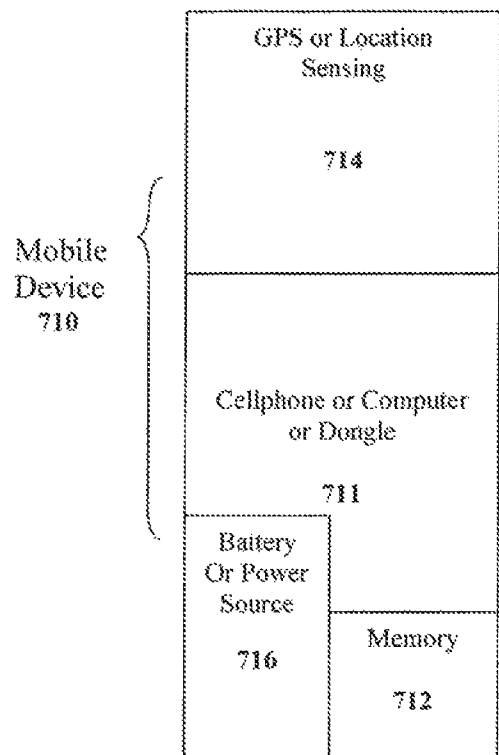 GPS or Location
Sensing
714
Mobile
Device
710
Cellphone or Computer
or Dongle
711
Battery
Or Power
Source
716
Memory
712